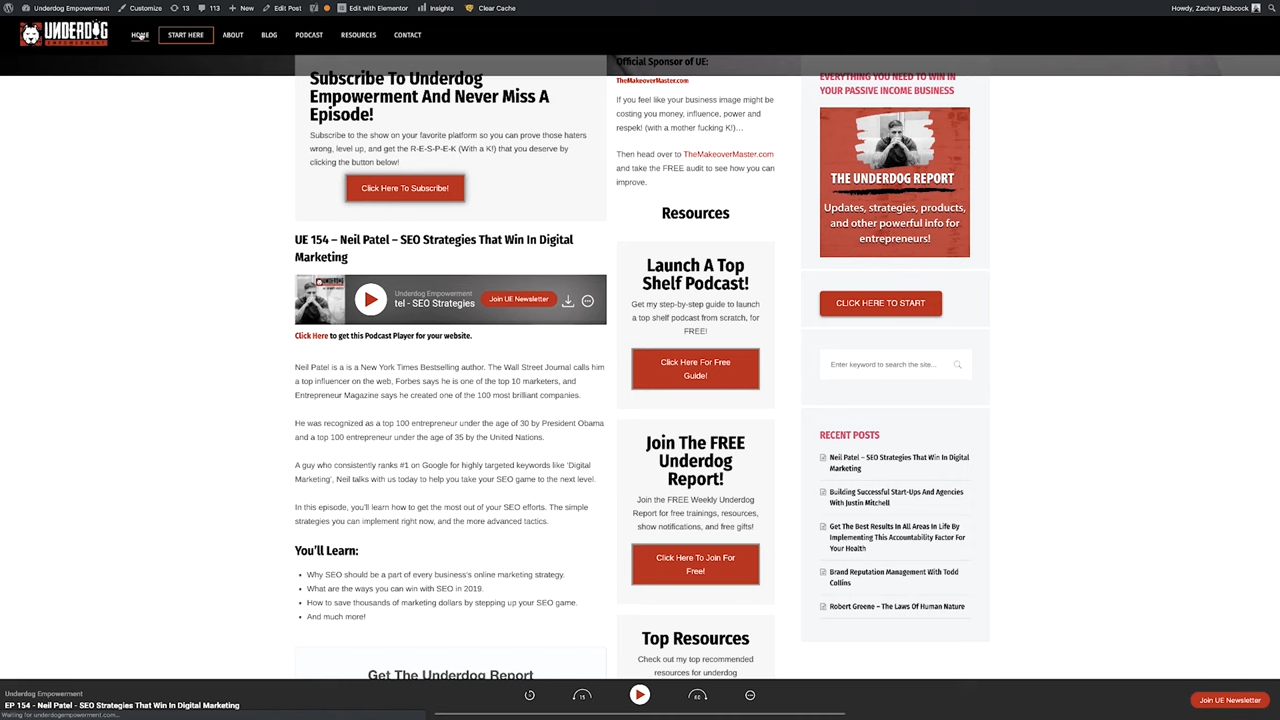 Underdog Empowerment
Customize
13
113
New
Edit Post
8
Edit with Elementor
Insights
Clear Cache
Howdy, Zachary Babcock
UNDERDOG
EMPOWERMENT
HOME
START HERE
ABOUT
BLOG
PODCAST
RESOURCES
CONTACT
Subscribe To Underdog
Empowerment And Never Miss A
Episode!
Subscribe to the show on your favorite platform so you can prove those haters
wrong, level up, and get the R-E-S-P-E-K (With a K!) that you deserve by
clicking the button below!
Click Here To Subscribe!
UE 154 – Neil Patel – SEO Strategies That Win In Digital
Marketing
UNDERDOG
Underdog Empowerment
tel - SEO Strategies
Join UE Newsletter
Click Here to get this Podcast Player for your website.
Neil Patel is a is a New York Times Bestselling author. The Wall Street Journal calls him
a top influencer on the web, Forbes says he is one of the top 10 marketers, and
Entrepreneur Magazine says he created one of the 100 most brilliant companies.
He was recognized as a top 100 entrepreneur under the age of 30 by President Obama
and a top 100 entrepreneur under the age of 35 by the United Nations.
A guy who consistently ranks #1 on Google for highly targeted keywords like 'Digital
Marketing', Neil talks with us today to help you take your SEO game to the next level.
In this episode, you'll learn how to get the most out of your SEO efforts. The simple
strategies you can implement right now, and the more advanced tactics.
You'll Learn:
• Why SEO should be a part of every business's online marketing strategy.
• What are the ways you can win with SEO in 2019.
• How to save thousands of marketing dollars by stepping up your SEO game.
• And much more!
Get The Underdog Report
Official Sponsor of UE:
TheMakeoverMaster.com
If you feel like your business image might be
costing you money, influence, power and
respek! (with a mother fucking K!)…
Then head over to TheMakeoverMaster.com
and take the FREE audit to see how you can
improve.
Resources
Launch A Top
Shelf Podcast!
Get my step-by-step guide to launch
a top shelf podcast from scratch, for
FREE!
Click Here For Free
Guide!
Join The FREE
Underdog
Report!
Join the FREE Weekly Underdog
Report for free trainings, resources,
show notifications, and free gifts!
Click Here To Join For
Free!
Top Resources
Check out my top recommended
resources for underdog
EVERYTHING YOU NEED TO WIN IN
YOUR PASSIVE INCOME BUSINESS
THE UNDERDOG REPORT
Updates, strategies, products,
and other powerful info for
entrepreneurs!
CLICK HERE TO START
Enter keyword to search the site...
RECENT POSTS
Neil Patel – SEO Strategies That Win In Digital
Marketing
Building Successful Start-Ups And Agencies
With Justin Mitchell
Get The Best Results In All Areas In Life By
Implementing This Accountability Factor For
Your Health
Brand Reputation Management With Todd
Collins
Robert Greene – The Laws Of Human Nature
Underdog Empowerment
EP 154 - Neil Patel - SEO Strategies That Win In Digital Marketing
Waiting for underdogempowerment.com...
15
60
Join UE Newsletter